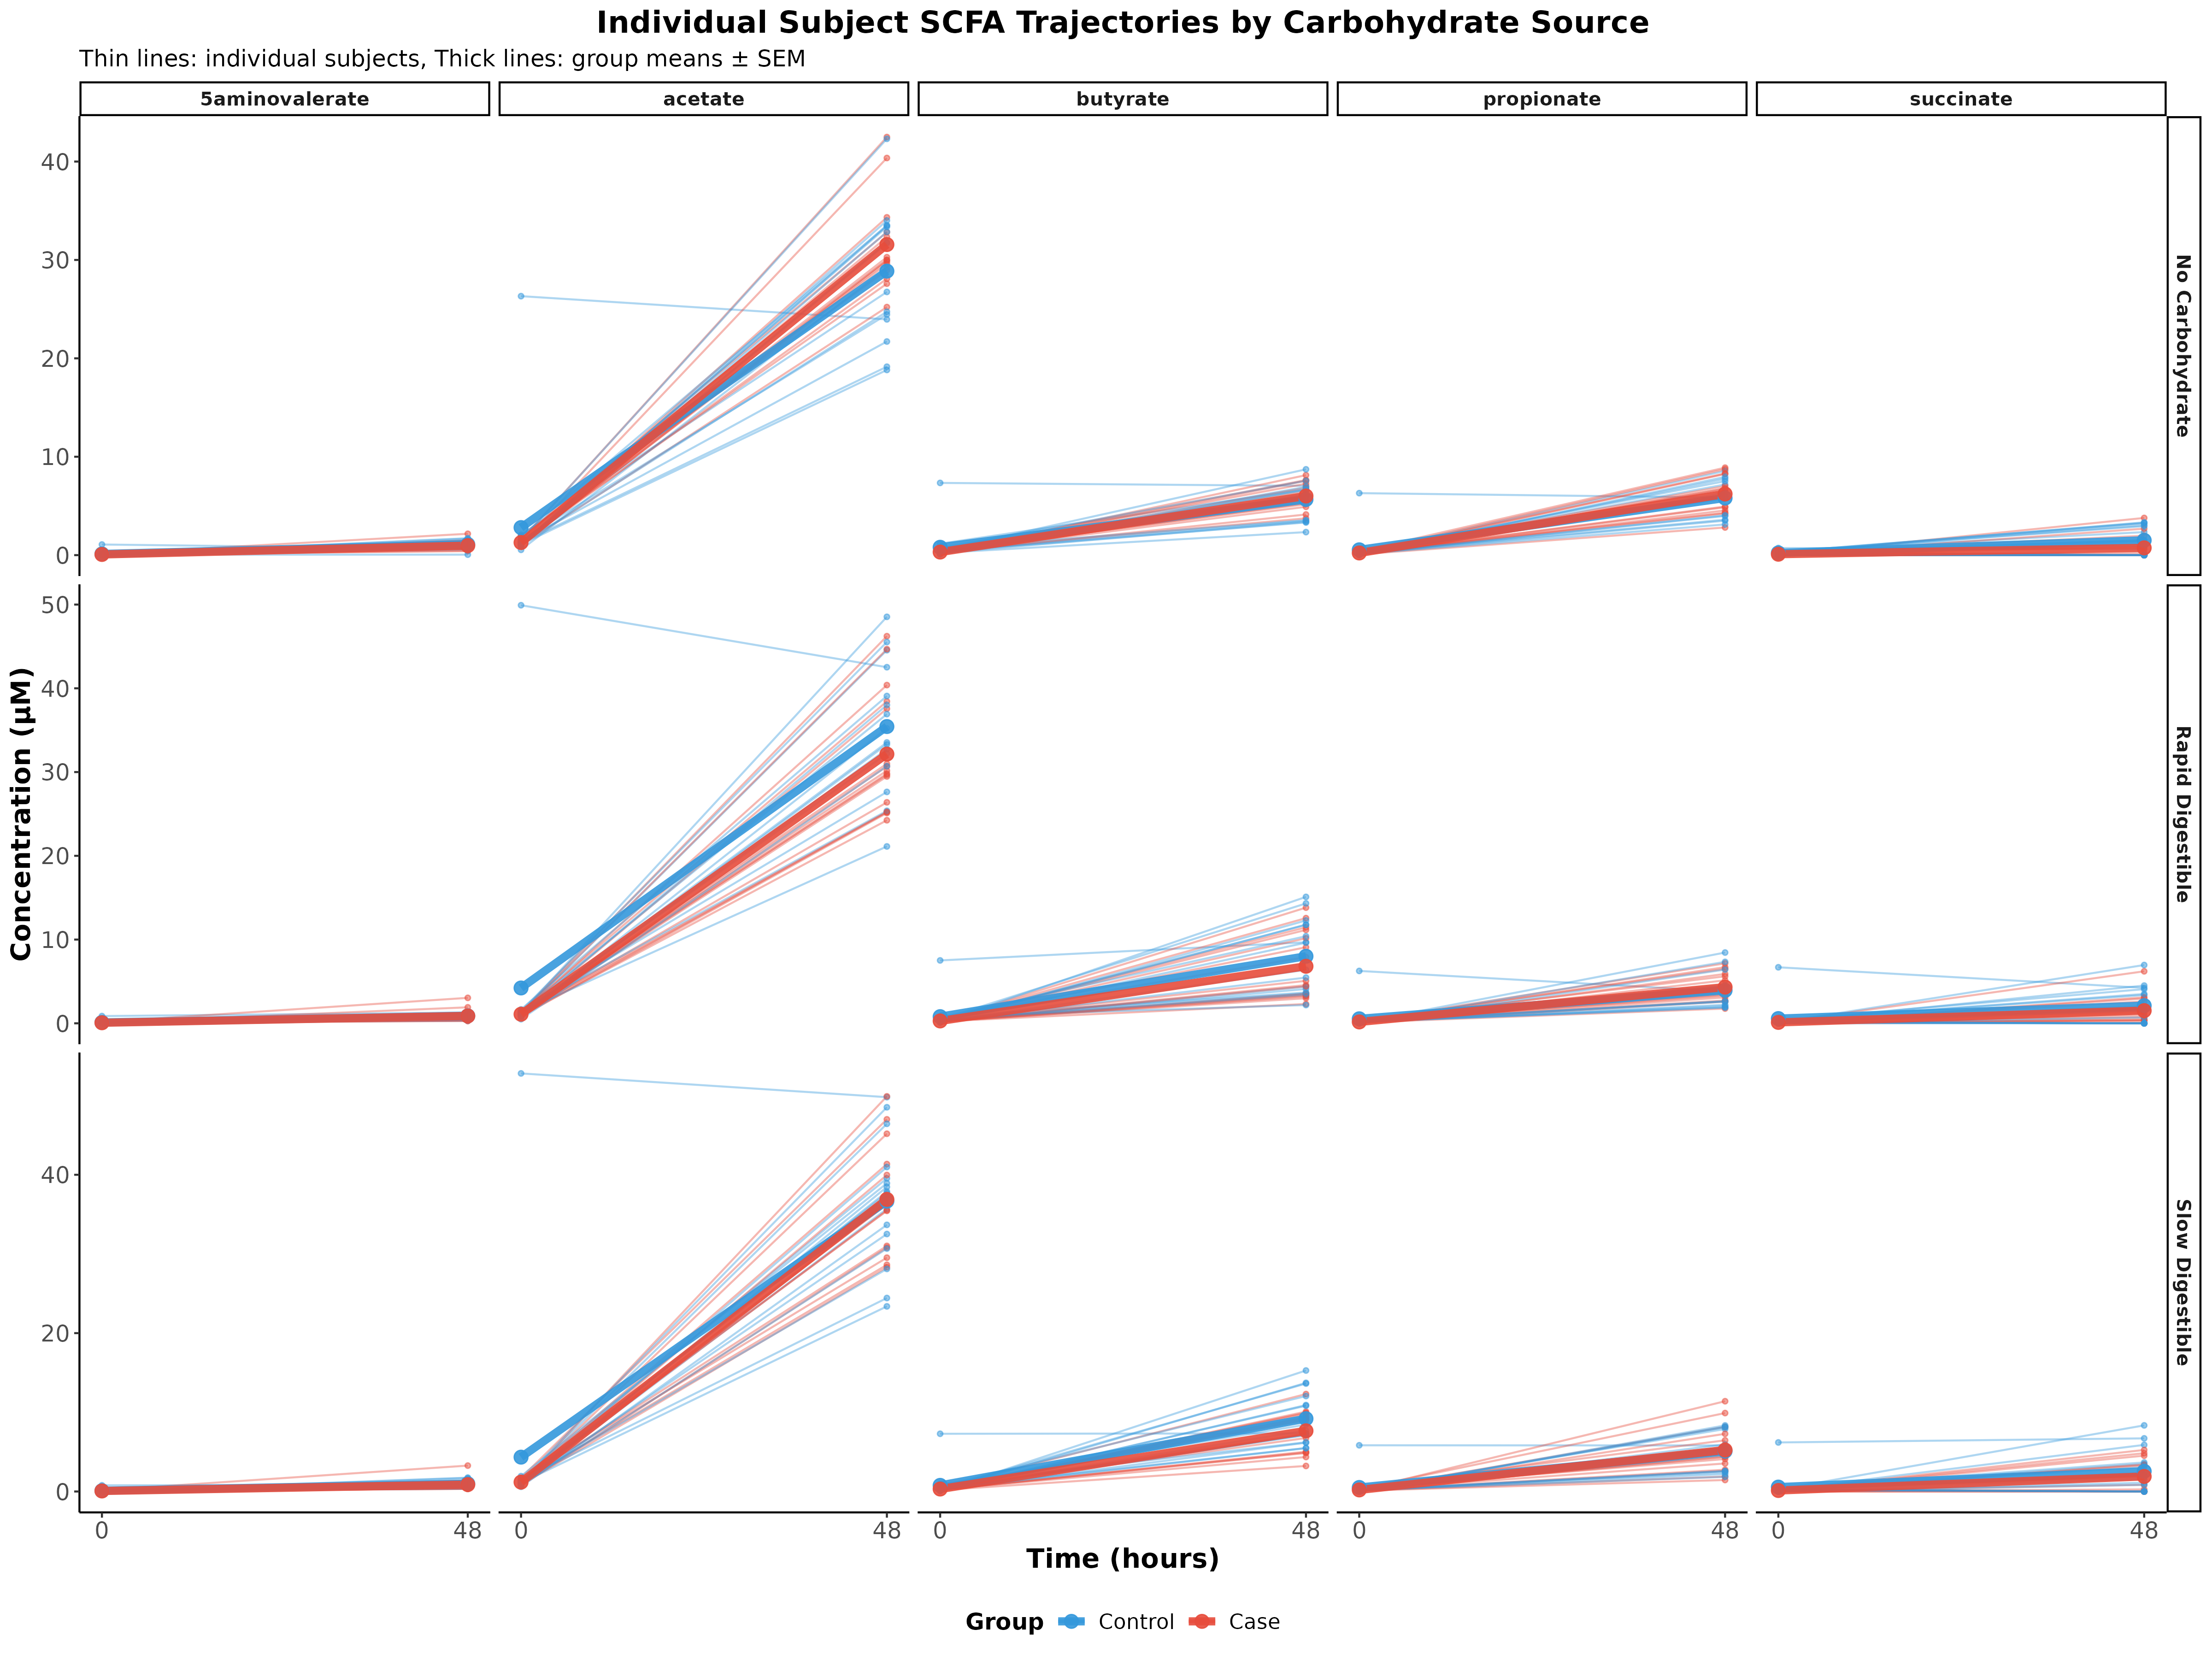 Individual Subject SCFA Trajectories by Carbohydrate Source
Thin lines: individual subjects, Thick lines: group means ± SEM
5aminovalerate
acetate
butyrate
propionate
succinate
40
30
20
10
0
No Carbohydrate
50
40
30
20
10
0
Rapid Digestible
40
20
0
Slow Digestible
Concentration (µM)
0 48 0 48 0 48 0 48 0 48
Time (hours)
Group Control Case